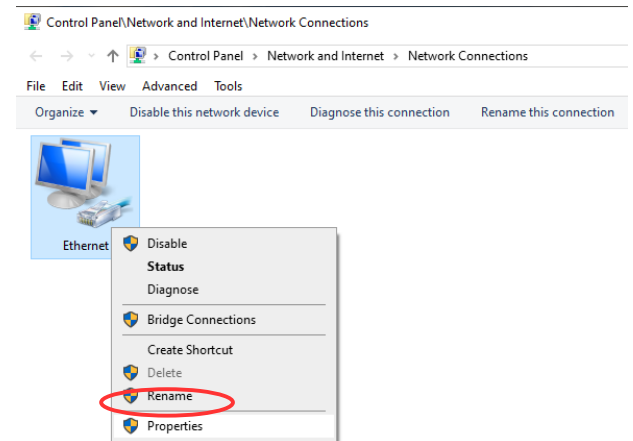 Control Panel\Network and Internet\Network Connections
Control Panel > Network and Internet > Network Connections
File Edit View Advanced Tools
Organize Disable this network device Diagnose this connection Rename this connection
Ethernet
Disable
Status
Diagnose
Bridge Connections
Create Shortcut
Delete
Rename
Properties